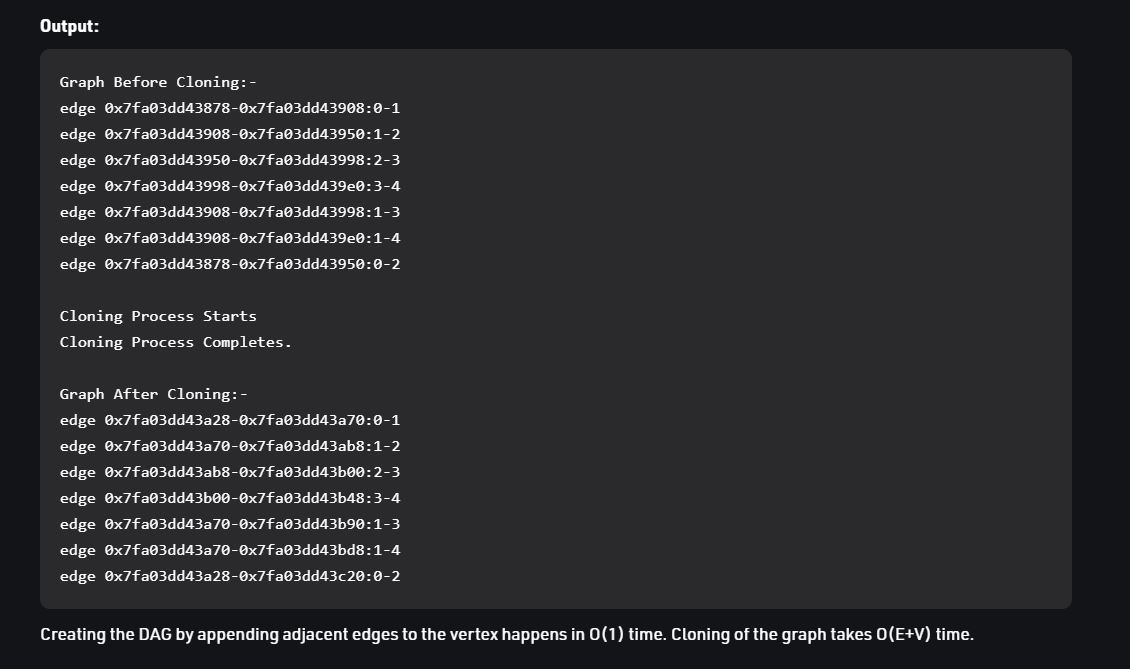 Output:
Graph Before Cloning:-
edge 0x7fa03dd43878-0x7fa03dd43908:0-1
edge 0x7fa03dd43908-0x7fa03dd43950:1-2
edge 0x7fa03dd43950-0x7fa03dd43998:2-3
edge 0x7fa03dd43998-0x7fa03dd439e0:3-4
edge 0x7fa03dd43908-0x7fa03dd43998:1-3
edge 0x7fa03dd43908-0x7fa03dd439e0:1-4
edge 0x7fa03dd43878-0x7fa03dd43950:0-2
Cloning Process Starts
Cloning Process Completes.
Graph After Cloning:-
edge 0x7fa03dd43a28-0x7fa03dd43a70:0-1
edge 0x7fa03dd43a70-0x7fa03dd43ab8:1-2
edge 0x7fa03dd43ab8-0x7fa03dd43b00:2-3
edge 0x7fa03dd43b00-0x7fa03dd43b48:3-4
edge 0x7fa03dd43a70-0x7fa03dd43b90:1-3
edge 0x7fa03dd43a70-0x7fa03dd43bd8:1-4
edge 0x7fa03dd43a28-0x7fa03dd43c20:0-2
Creating the DAG by appending adjacent edges to the vertex happens in O(1) time. Cloning of the graph takes O(E+V) time.